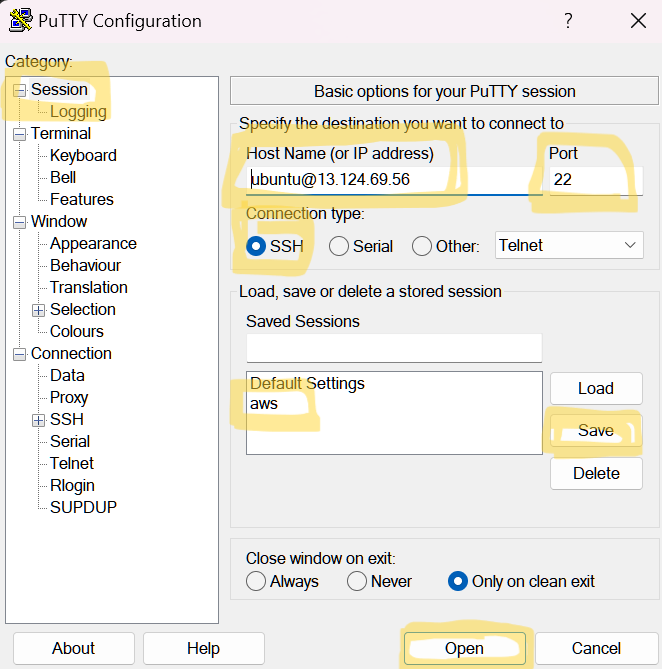 PuTTY Configuration
?
Category:
Session
Logging
Terminal
Keyboard
Bell
Features
Window
Appearance
Behaviour
Translation
Selection
Colours
Connection
Data
Proxy
SSH
Serial
Telnet
Rlogin
SUPDUP
Basic options for your PuTTY session
Specify the destination you want to connect to
Host Name (or IP address) Port
ubuntu@13.124.69.56 22
Connection type:
SSH Serial Other: Telnet
Load, save or delete a stored session
Saved Sessions
Default Settings
aws
Load
Save
Delete
Close window on exit:
Always Never Only on clean exit
About Help Open Cancel